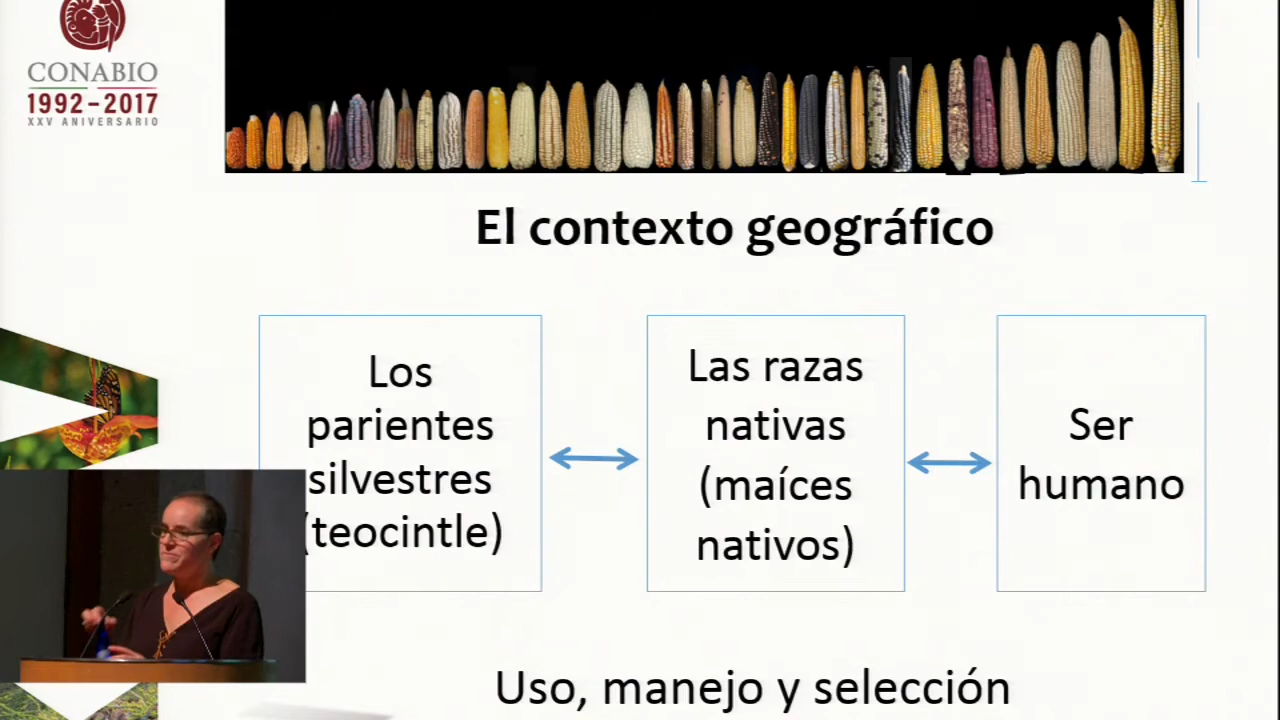 CONABIO
1992-2017
XXV ANIVERSARIO
El contexto geográfico
Los
parientes
silvestres
(teocintle)
Las razas
nativas
(maíces
nativos)
Ser
humano
Uso, manejo y selección